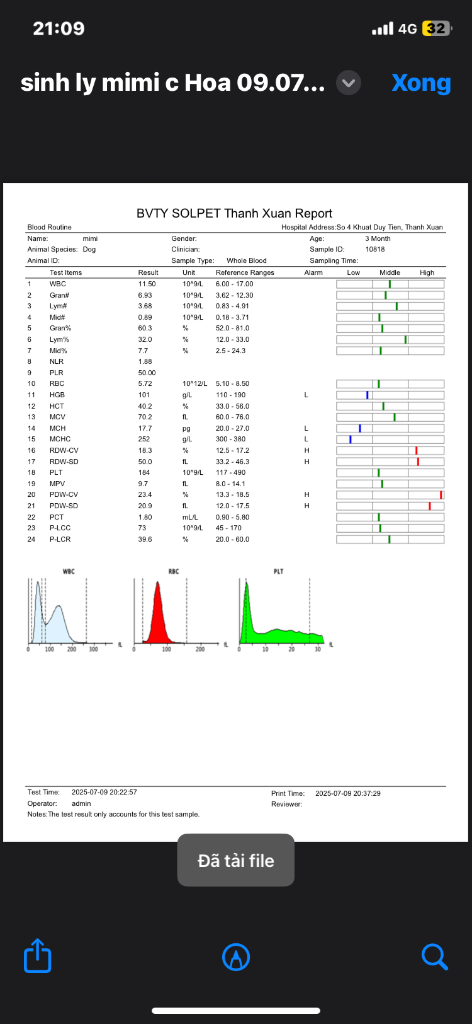 21:09
4G 32
sinh ly mimi c Hoa 09.07... Xong
BVTY SOLPET Thanh Xuan Report
Blood Routine Hospital Address:So 4 Khuat Duy Tien, Thanh Xuan
Name: mimi Gender: Age: 3 Month
Animal Species: Dog Clinician: Sample ID: 10818
Animal ID: Sample Type: Whole Blood Sampling Time:
Test Items Result Unit Reference Ranges Alarm Low Middle High
1 WBC 11.50 10^9/L 6.00 - 17.00
2 Gran# 6.93 10^9/L 3.62 - 12.30
3 Lym# 3.68 10^9/L 0.83 - 4.91
4 Mid# 0.89 10^9/L 0.18 - 3.71
5 Gran% 60.3 % 52.0 - 81.0
6 Lym% 32.0 % 12.0 - 33.0
7 Mid% 7.7 % 2.5 - 24.3
8 NLR 1.88
9 PLR 50.00
10 RBC 5.72 10^12/L 5.10 - 8.50
11 HGB 101 g/L 110 - 190 L
12 HCT 40.2 % 33.0 - 56.0
13 MCV 70.2 fL 60.0 - 76.0
14 MCH 17.7 pg 20.0 - 27.0 L
15 MCHC 252 g/L 300 - 380 L
16 RDW-CV 18.3 % 12.5 - 17.2 H
17 RDW-SD 50.0 fL 33.2 - 46.3 H
18 PLT 184 10^9/L 117 - 490
19 MPV 9.7 fL 8.0 - 14.1
20 PDW-CV 23.4 % 13.3 - 18.5 H
21 PDW-SD 20.9 fL 12.0 - 17.5 H
22 PCT 1.80 mL/L 0.90 - 5.80
23 P-LCC 73 10^9/L 45 - 170
24 P-LCR 39.6 % 20.0 - 60.0
WBC RBC PLT
0 100 200 300 fL 0 100 200 fL 0 10 20 30 fL
Test Time: 2025-07-09 20:22:57 Print Time: 2025-07-09 20:37:29
Operator: admin Reviewer:
Notes:The test result only accounts for this test sample.
Đã tải file